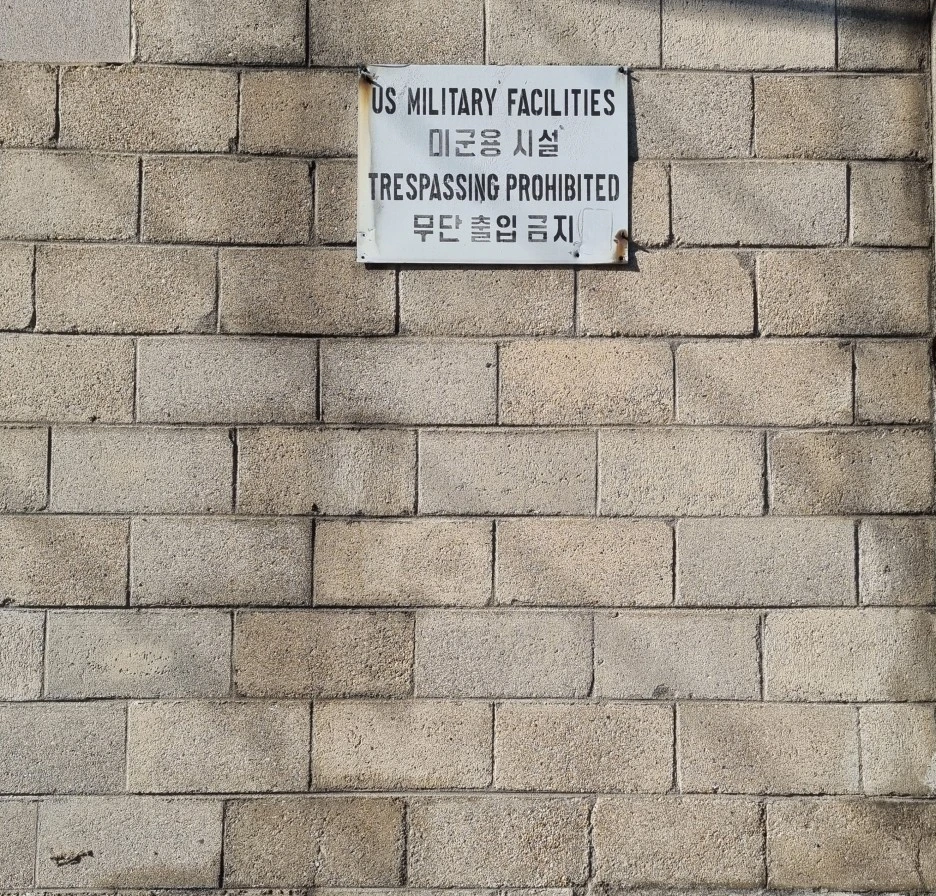 US MILITARY FACILITIES
미군용 시설
TRESPASSING PROHIBITED
무단 출입 금지